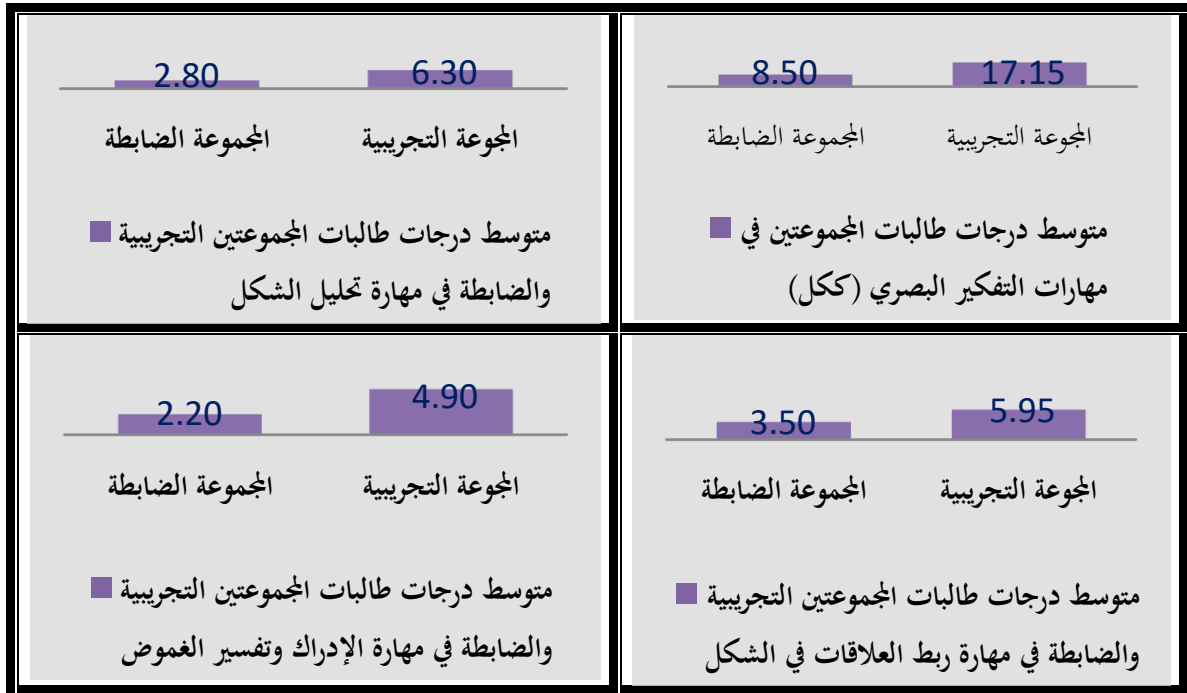 17.15 8.50
المجوعة التجريبية المجموعة الضابطة
متوسط درجات طالبات المجموعتين في
مهارات التفكير البصري (ككل)
6.30 2.80
المجوعة التجريبية المجموعة الضابطة
متوسط درجات طالبات المجموعتين التجريبية
والضابطة في مهارة تحليل الشكل
5.95 3.50
المجوعة التجريبية المجموعة الضابطة
متوسط درجات طالبات المجموعتين التجريبية
والضابطة في مهارة ربط العلاقات في الشكل
4.90 2.20
المجوعة التجريبية المجموعة الضابطة
متوسط درجات طالبات المجموعتين التجريبية
والضابطة في مهارة الإدراك وتفسير الغموض